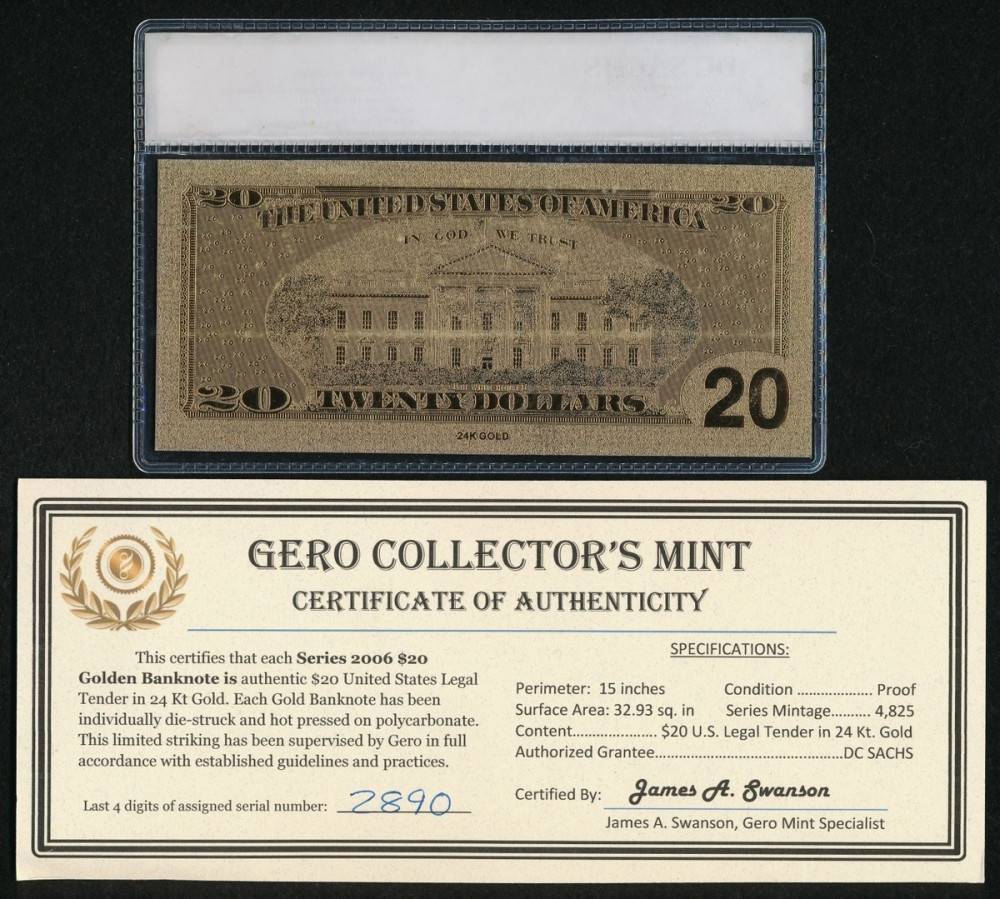 20 20
THE UNITED STATES OF AMERICA
IN GOD WE TRUST
20 TWENTY DOLLARS 20
24K GOLD
GERO COLLECTOR'S MINT
CERTIFICATE OF AUTHENTICITY
This certifies that each Series 2006 $20
Golden Banknote is authentic $20 United States Legal
Tender in 24 Kt Gold. Each Gold Banknote has been
individually die-struck and hot pressed on polycarbonate.
This limited striking has been supervised by Gero in full
accordance with established guidelines and practices.
Last 4 digits of assigned serial number: 2890
SPECIFICATIONS:
Perimeter: 15 inches Condition ................... Proof
Surface Area: 32.93 sq. in Series Mintage.......... 4,825
Content.................... $20 U.S. Legal Tender in 24 Kt. Gold
Authorized Grantee.............................................DC SACHS
Certified By: James A. Swanson
James A. Swanson, Gero Mint Specialist